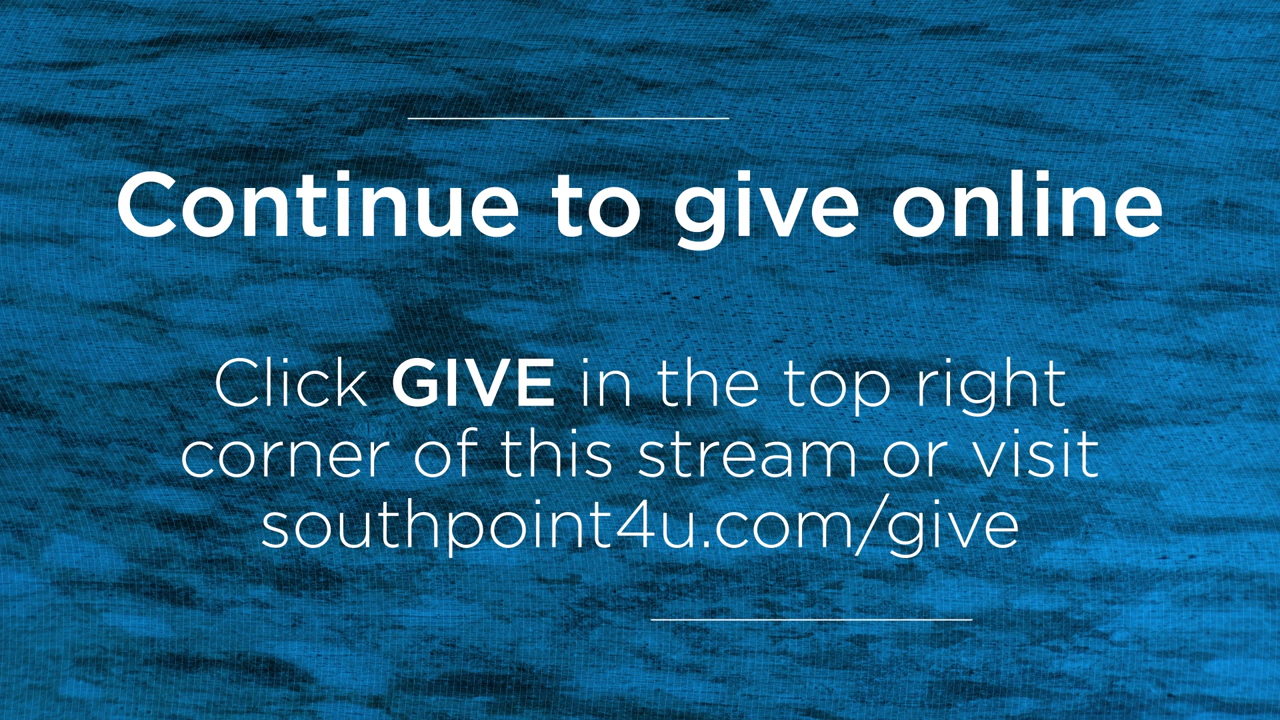 Continue to give online
Click GIVE in the top right
corner of this stream or visit
southpoint4u.com/give